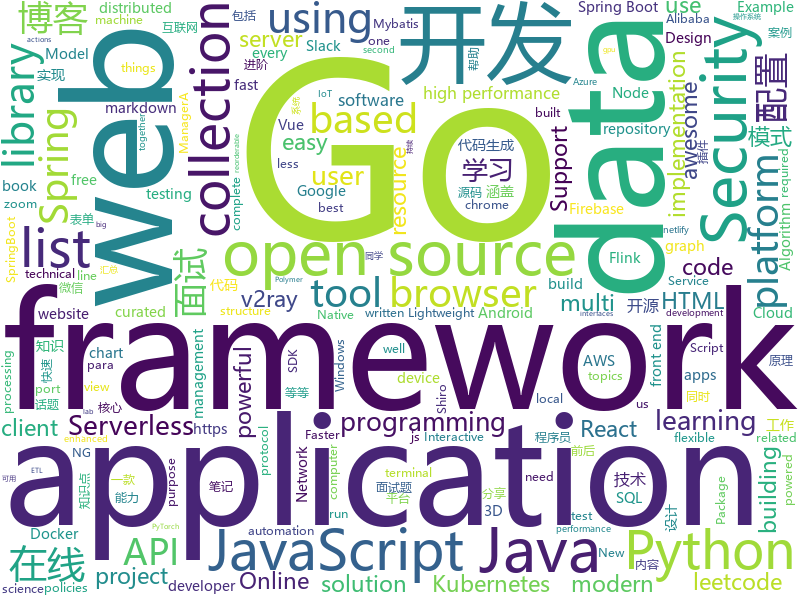 Go
framework
application
web
data
开发
open source
Security
JavaScript
Java
Python
collection
based
using
博客
library
Spring
list
面试
在线
API
tool
browser
platform
配置
user
v2ray
学习
Support
resource
implementation
awesome
模式
server
easy
software
high performance
Node
repository
Spring Boot
Design
Alibaba
Example
案例
操作系统
distributed
machine
互联网
包括
Mybatis
one
second
帮助
Slack
every
进阶
fast
actions
Model
实现
markdown
things
together
Vue
IoT
系统
less
built
gpu
Azure
插件
代码生成
源码
涵盖
chrome
Google
best
testing
ManagerA
complete
reorderable
book
free
zoom
表单
big
SpringBoot
汇总
technical
line
微信
代码
curated
structure
website
同学
Polymer
Firebase
netlify
graph
Algorithm
required
Flink
code
Service
build
Cloud
multi
开源
HTML
Native
written
Lightweight
Android
interfaces
development
知识
chart
para
processing
快速
port
view
话题
核心
lab
management
powerful
SDK
等等
Windows
well
device
Shiro
local
AWS
topics
front end
Script
apps
原理
us
同时
client
Serverless
https
Faster
js
Interactive
programming
程序员
React
前后
learning
flexible
工作
related
enhanced
NG
知识点
一款
能力
purpose
protocol
笔记
Network
computer
terminal
面试题
平台
分享
need
3D
技术
SQL
设计
Package
building
powered
可用
ETL
Docker
PyTorch
run
automation
test
performance
New
内容
science
policies
project
developer
Online
solution
Kubernetes
modern
leetcode
use